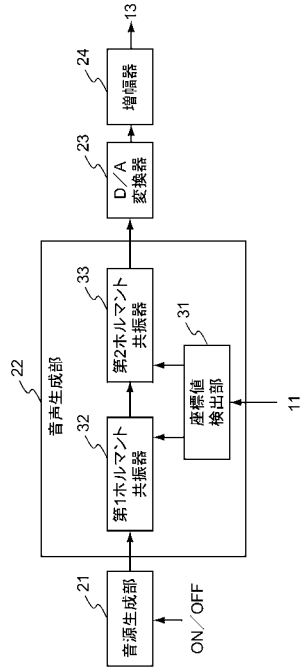 22
音声生成部
21
音源生成部
ON/OFF
32
第1ホルマント
共振器
33
第2ホルマント
共振器
31
座標値
検出部
11
23
D/A
変換器
24
増幅器
13